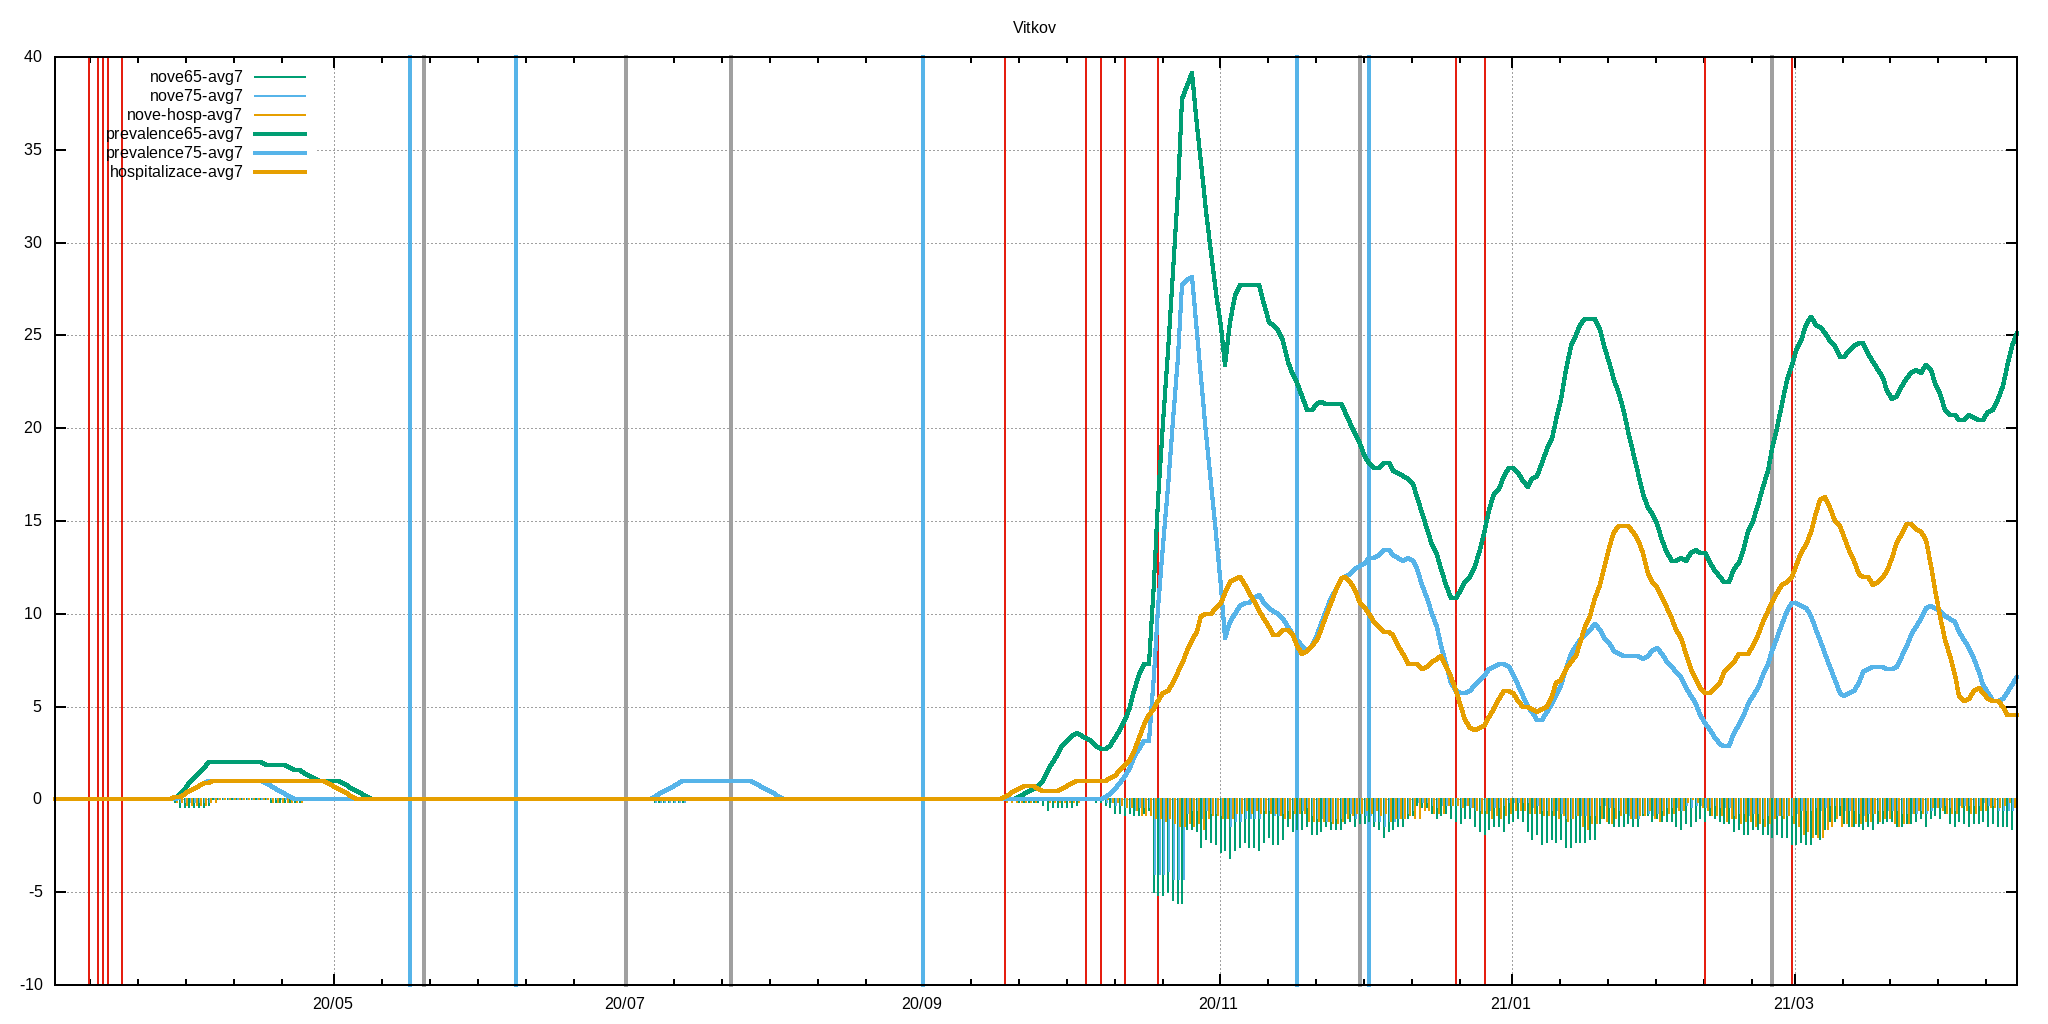 Vitkov
nove65-avg7
nove75-avg7
nove-hosp-avg7
prevalence65-avg7
prevalence75-avg7
hospitalizace-avg7
40
35
30
25
20
15
10
5
0
-5
-10
20/05 20/07 20/09 20/11 21/01 21/03